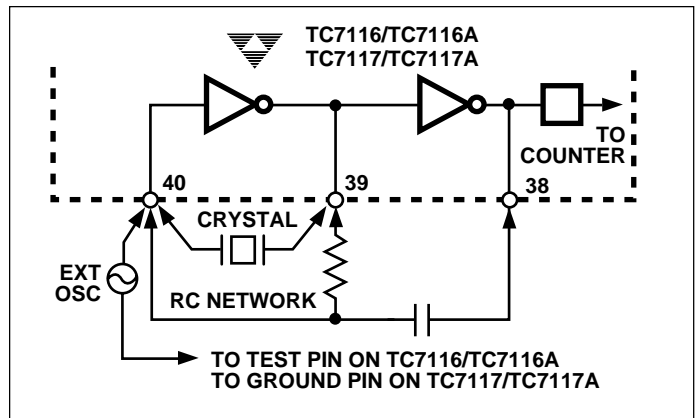 TC7116/TC7116A
TC7117/TC7117A
TO
COUNTER
40
39
38
CRYSTAL
EXT
OSC
RC NETWORK
TO TEST PIN ON TC7116/TC7116A
TO GROUND PIN ON TC7117/TC7117A